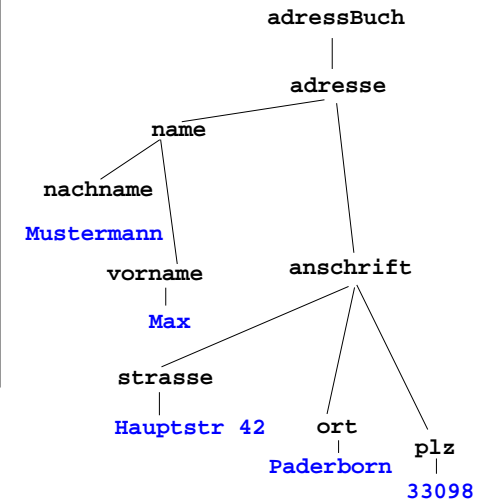 adressBuch
adresse
name
nachname
Mustermann
vorname
anschrift
Max
strasse
Hauptstr 42
ort
plz
Paderborn
33098